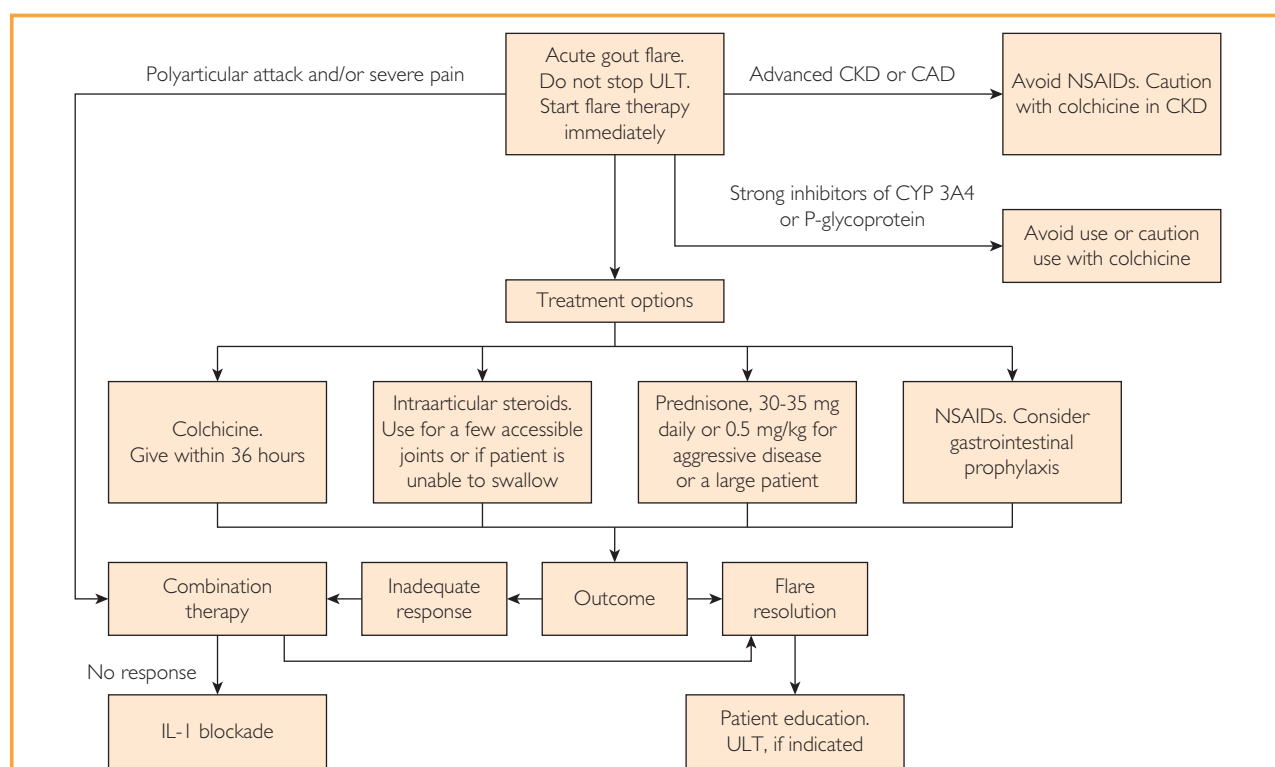 Acute gout flare.
Do not stop ULT.
Start flare therapy
immediately
Polyarticular attack and/or severe pain
Advanced CKD or CAD
Avoid NSAIDs. Caution
with colchicine in CKD
Strong inhibitors of CYP 3A4
or P-glycoprotein
Avoid use or caution
use with colchicine
Treatment options
Colchicine.
Give within 36 hours
Intraarticular steroids.
Use for a few accessible
joints or if patient is
unable to swallow
Prednisone, 30-35 mg
daily or 0.5 mg/kg for
aggressive disease
or a large patient
NSAIDs. Consider
gastrointestinal
prophylaxis
Combination
therapy
Inadequate
response
Outcome
Flare
resolution
No response
IL-1 blockade
Patient education.
ULT, if indicated